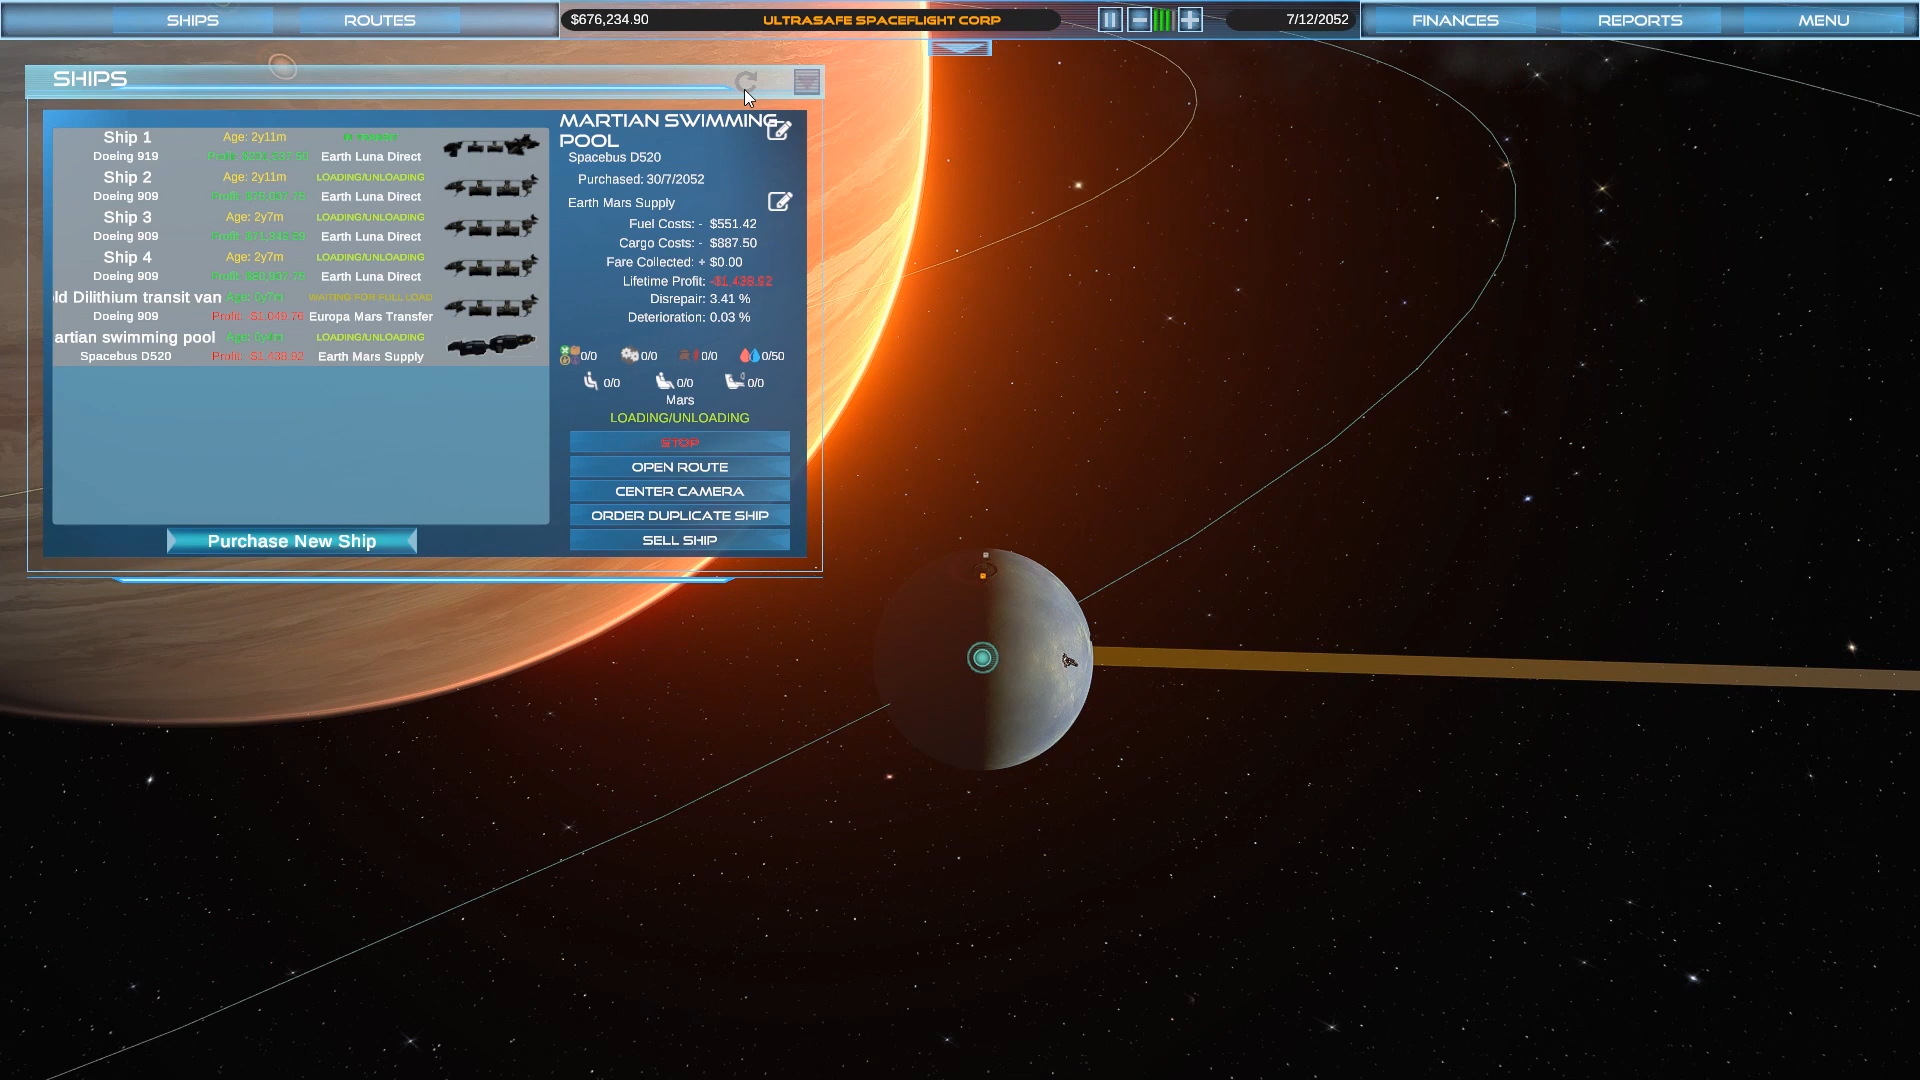 SHIPS
ROUTES
$676,234.90
ULTRASAFE SPACEFLIGHT CORP
7/12/2052
FINANCES
REPORTS
MENU
SHIPS
Ship 1
Age: 2y11m
Doeing 919
Earth Luna Direct
Ship 2
Age: 2y11m
LOADING/UNLOADING
Doeing 909
Earth Luna Direct
Ship 3
Age: 2y7m
LOADING/UNLOADING
Doeing 909
Earth Luna Direct
Ship 4
Age: 2y7m
LOADING/UNLOADING
Doeing 909
Earth Luna Direct
ld Dilithium transit van
WAITING FOR FULL LOAD
Doeing 909
Profit: -$1,049.76
Europa Mars Transfer
artian swimming pool
LOADING/UNLOADING
Spacebus D520
Profit: -$1,438.92
Earth Mars Supply
Purchase New Ship
MARTIAN SWIMMING
POOL
Spacebus D520
Purchased: 30/7/2052
Earth Mars Supply
Fuel Costs: - $551.42
Cargo Costs: - $887.50
Fare Collected: + $0.00
Lifetime Profit: -$1,438.92
Disrepair: 3.41 %
Deterioration: 0.03 %
0/0
0/0
0/0
0/50
0/0
0/0
0/0
Mars
LOADING/UNLOADING
STOP
OPEN ROUTE
CENTER CAMERA
ORDER DUPLICATE SHIP
SELL SHIP